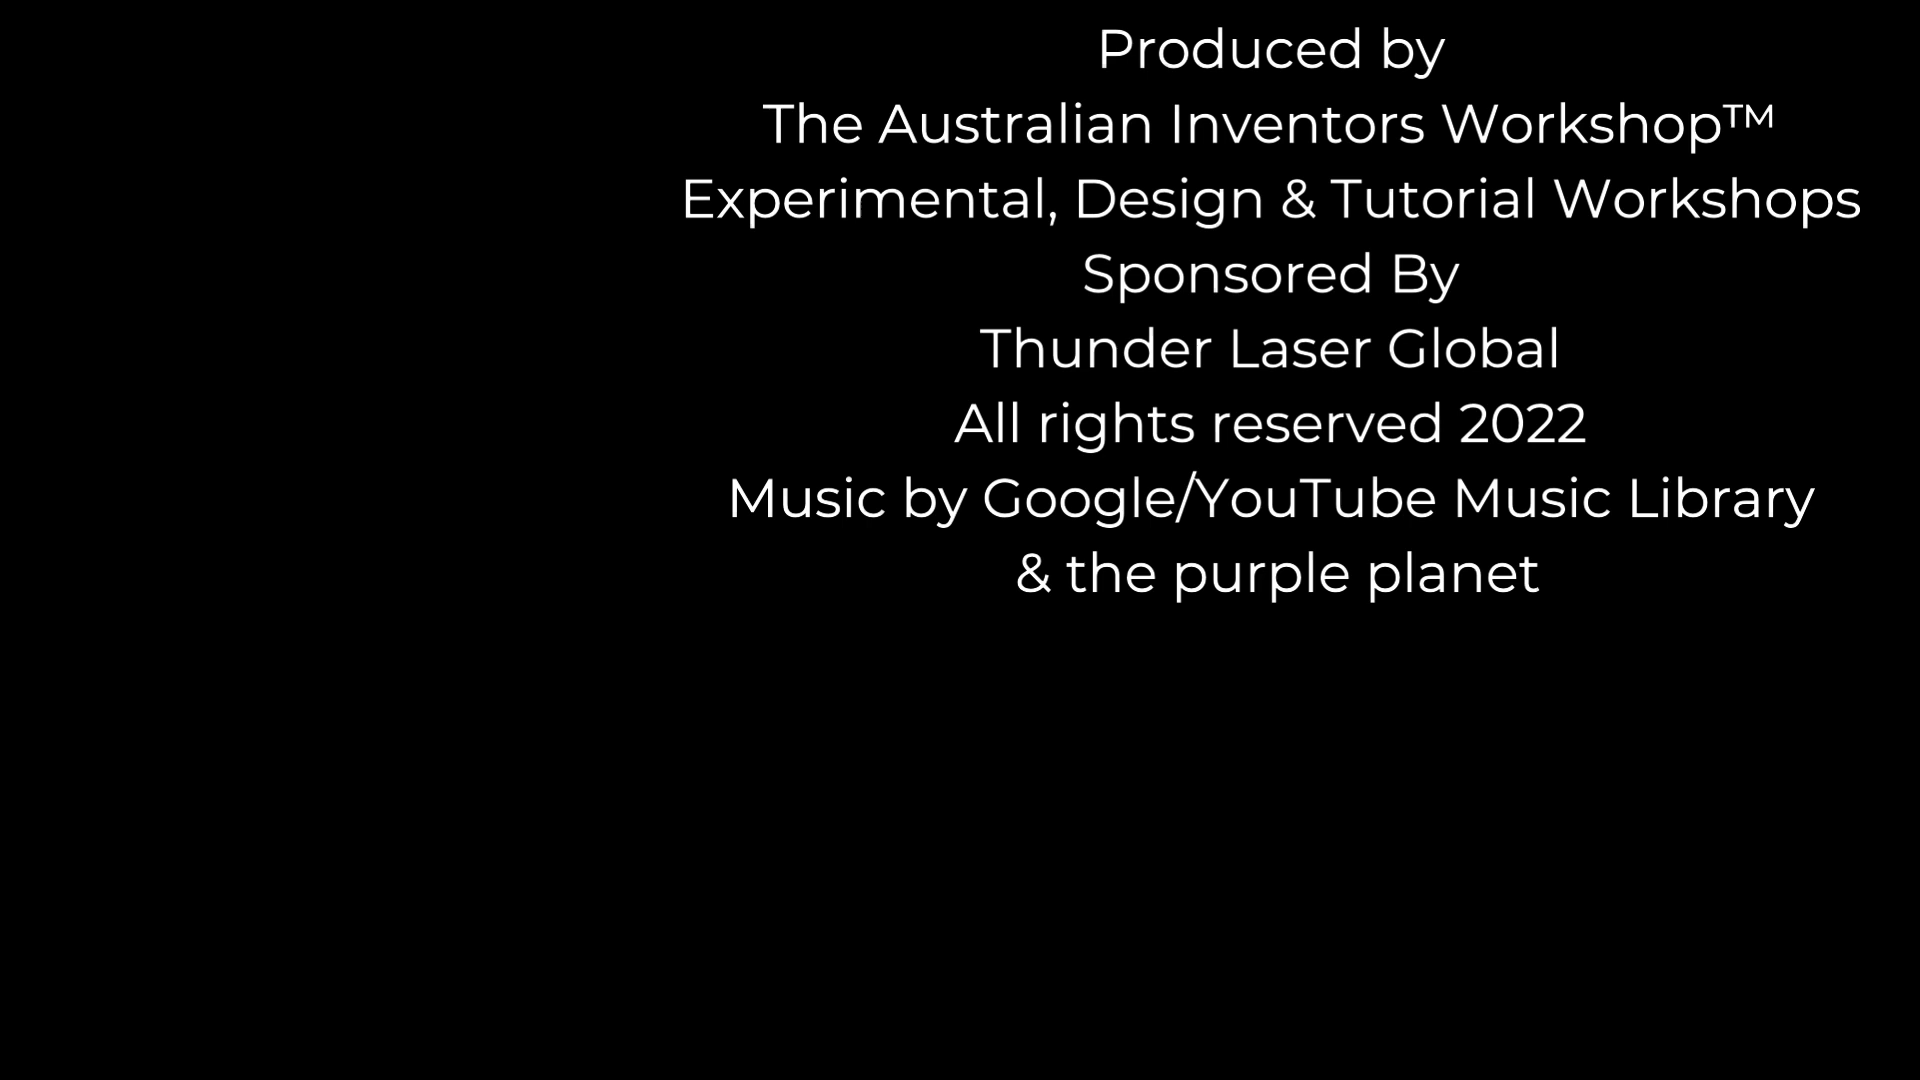 Produced by
The Australian Inventors Workshop™
Experimental, Design & Tutorial Workshops
Sponsored By
Thunder Laser Global
All rights reserved 2022
Music by Google/YouTube Music Library
& the purple planet